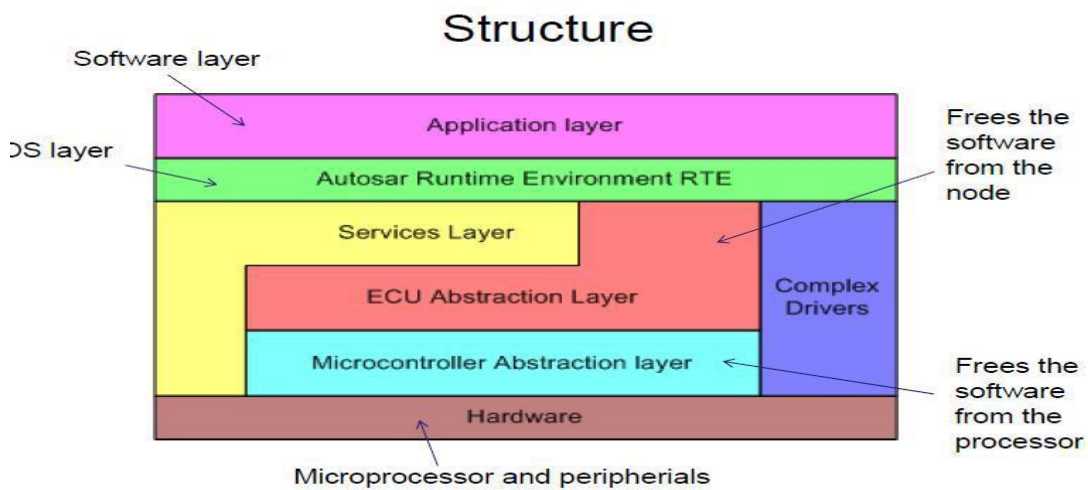 Structure
Software layer
Application layer
Frees the
software
from the
node
OS layer
Autosar Runtime Environment RTE
Services Layer
ECU Abstraction Layer
Complex
Drivers
Microcontroller Abstraction layer
Frees the
software
from the
processor
Hardware
Microprocessor and peripherials